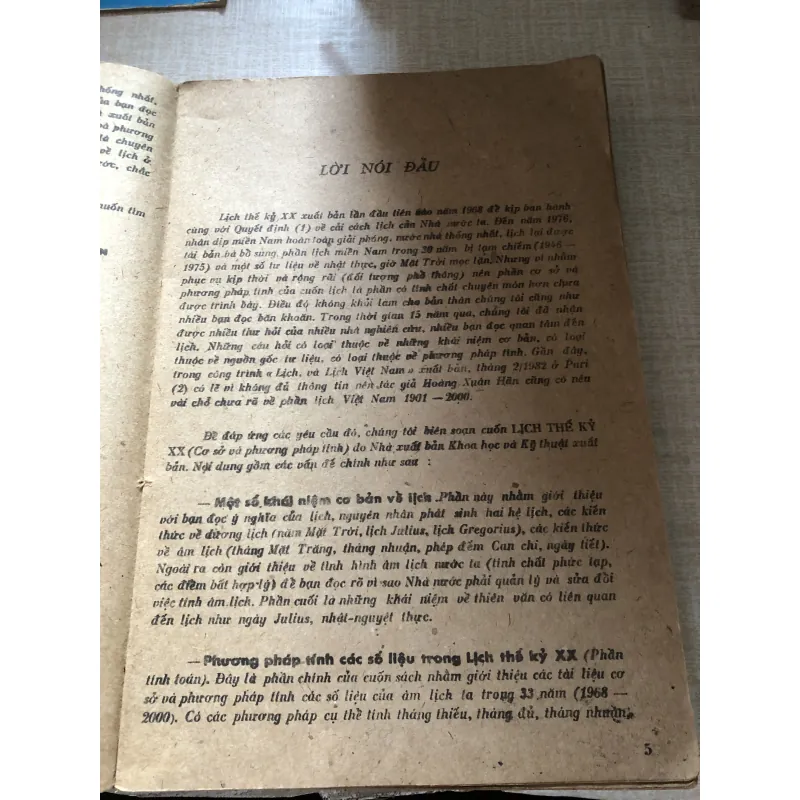 hống nhất,
ủa bạn đọc
à xuất bản
và phương
là chuyên
về lịch ở
ước, chắc
muốn tìm
LỜI NÓI ĐẦU
Lịch thế kỷ XX xuất bản lần đầu tiên vào năm 1968 để kịp ban hành
cùng với Quyết định (1) về cải cách lịch của Nhà nước ta. Đến năm 1976,
nhân dịp miền Nam hoàn toàn giải phóng, nước nhà thống nhất, lịch lại được
tái bản và bổ sung, phần lịch miền Nam trong 20 năm bị tạm chiếm (1956 —
1975) và một số tư liệu về nhật thực, giờ Mặt Trời mọc lặn. Nhưng vì nhằm
phục vụ kịp thời và rộng rãi (đối tượng phổ thông) nên phần cơ sở và
phương pháp tính của cuốn lịch là phần có tính chất chuyên môn hơn chưa
được trình bày. Điều đó không khỏi làm cho bản thân chúng tôi cũng như
nhiều bạn đọc băn khoăn. Trong thời gian 15 năm qua, chúng tôi đã nhận
được nhiều thư hỏi của nhiều nhà nghiên cứu, nhiều bạn đọc quan tâm đến
lịch. Những câu hỏi có loại thuộc về những khái niệm cơ bản, có loại
thuộc về nguồn gốc tư liệu, có loại thuộc về phương pháp tính. Gần đây,
trong công trình « Lịch, và Lịch Việt Nam » xuất bản, tháng 2/1982 ở Pari
(2) có lẽ vì không đủ thông tin nên tác giả Hoàng Xuân Hãn cũng có nên
vài chỗ chưa rõ về phần lịch Việt Nam 1901 — 2000.
Để đáp ứng các yêu cầu đó, chúng tôi biên soạn cuốn LỊCH THẾ KỶ
XX (Cơ sở và phương pháp tính) do Nhà xuất bản Khoa học và Kỹ thuật xuất
bản. Nội dung gồm các vấn đề chính như sau :
— Một số khái niệm cơ bản về lịch. Phần này nhằm giới thiệu
với bạn đọc ý nghĩa của lịch, nguyên nhân phát sinh hai hệ lịch, các kiến
thức về dương lịch (năm Mặt Trời, lịch Julius, lịch Gregorius), các kiến thức
về âm lịch (tháng Mặt Trăng, tháng nhuận, phép đếm Can chi, ngày tiết).
Ngoài ra còn giới thiệu về tình hình âm lịch nước ta (tính chất phức tạp,
các điểm bất hợp lý) để bạn đọc rõ vì sao Nhà nước phải quản lý và sửa đổi
việc tính âm lịch. Phần cuối là những khái niệm về thiên văn có liên quan
đến lịch như ngày Julius, nhật-nguyệt thực.
— Phương pháp tính các số liệu trong Lịch thế kỷ XX (Phần
tính toán). Đây là phần chính của cuốn sách nhằm giới thiệu các tài liệu cơ
sở và phương pháp tính các số liệu của âm lịch ta trong 33 năm (1968 —
2000). Có các phương pháp cụ thể tính tháng thiếu, tháng đủ, tháng nhuận,
5